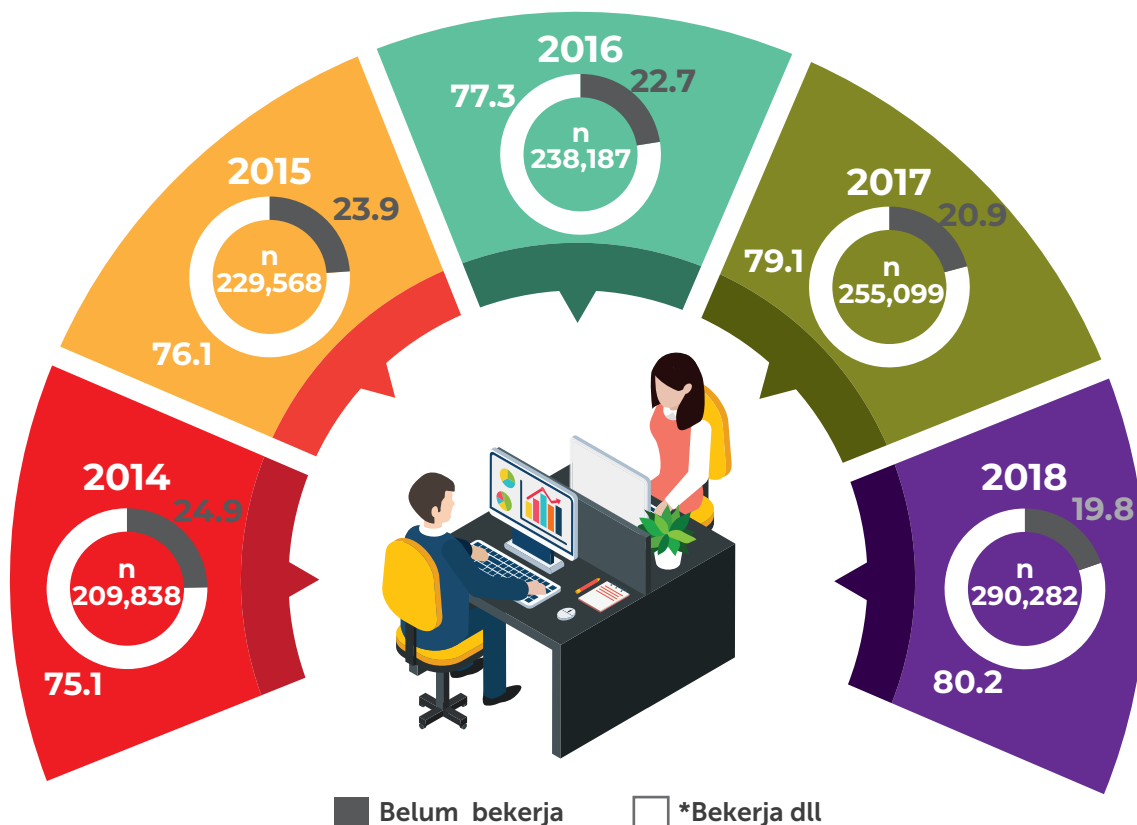 2014
24.9
n
209,838
75.1
2015
23.9
n
229,568
76.1
2016
77.3
22.7
n
238,187
2017
20.9
79.1
n
255,099
2018
19.8
n
290,282
80.2
Belum bekerja
*Bekerja dll